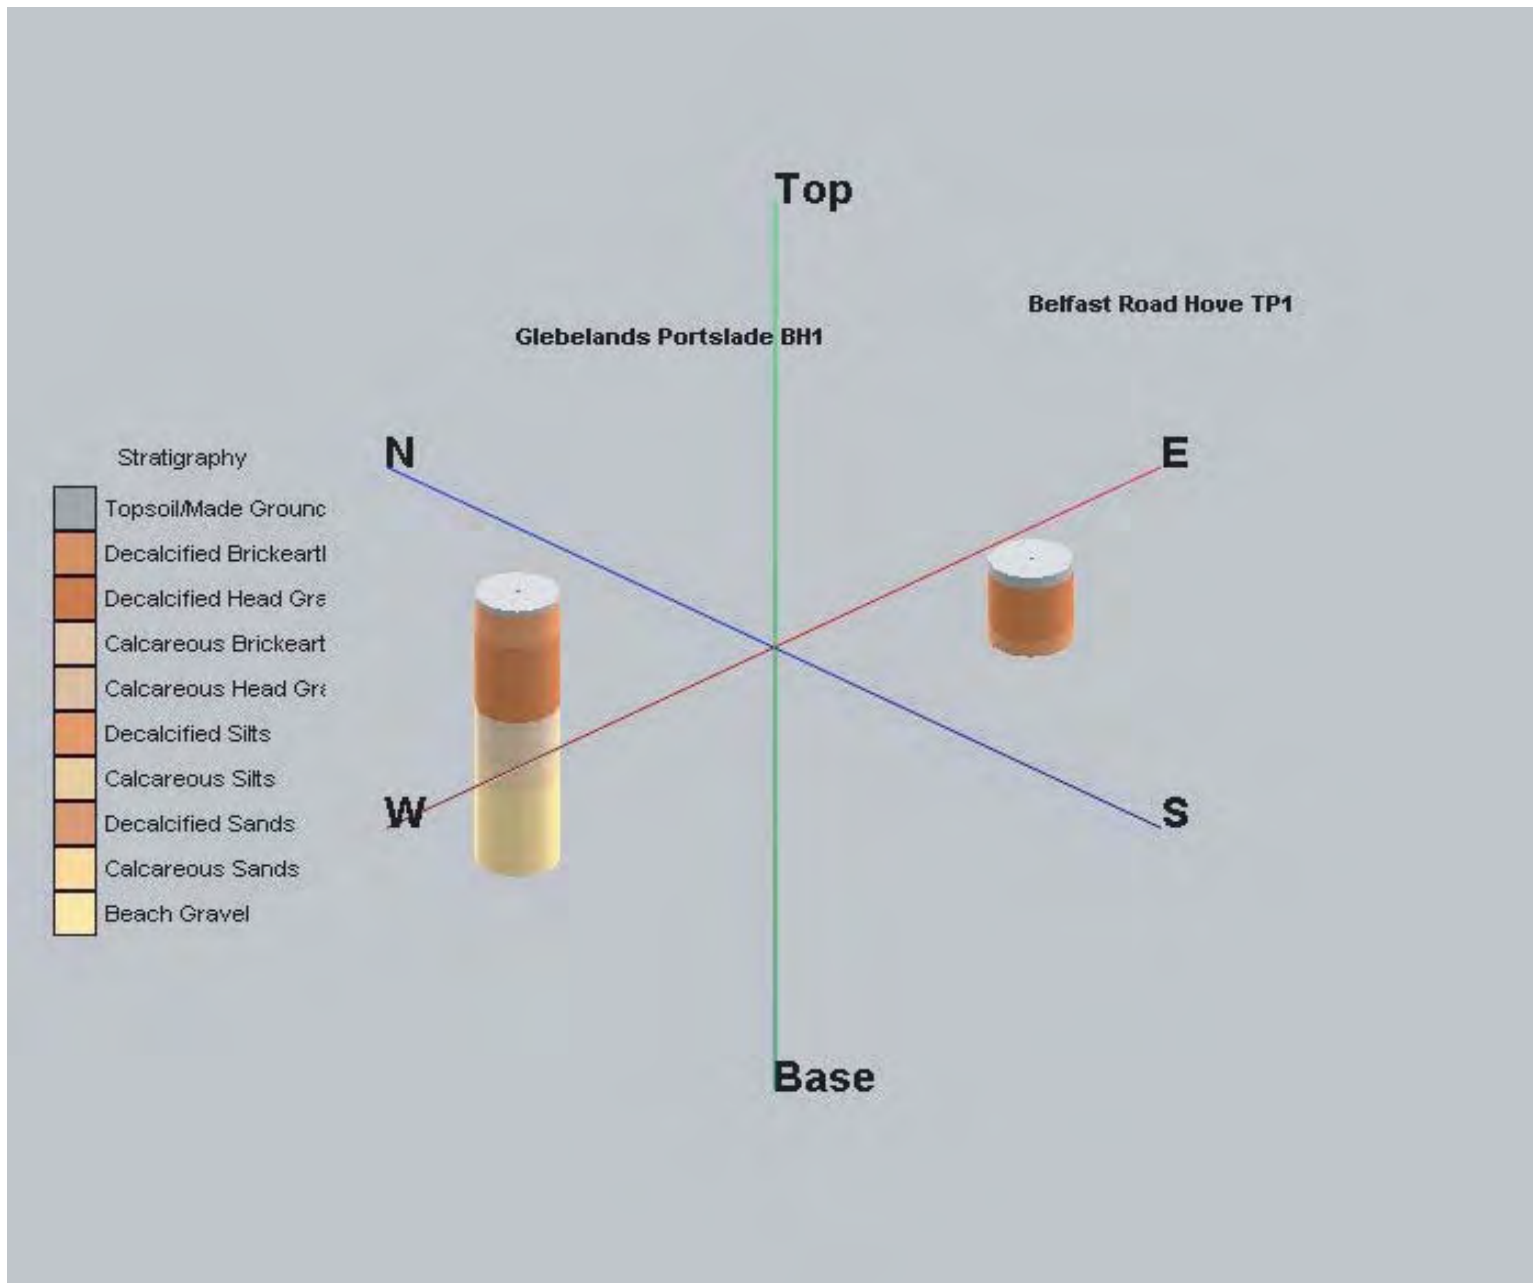 Top
Belfast Road Hove TP1
Glebelands Portslade BH1
N
E
Stratigraphy
Topsoil/Made Grounc
Decalcified Brickeartl
Decalcified Head Gra
Calcareous Brickeart
Calcareous Head Gra
Decalcified Silts
Calcareous Silts
Decalcified Sands
Calcareous Sands
Beach Gravel
W
S
Base